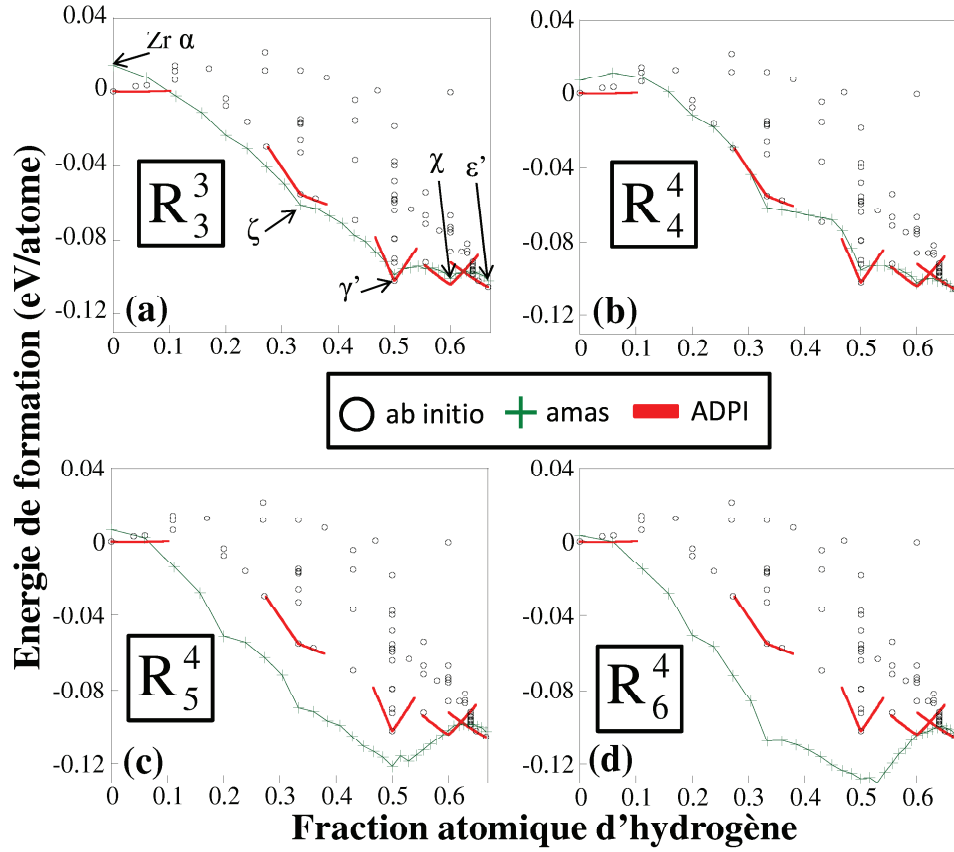 Energie de formation (eV/atome)
0.04
0
-0.04
-0.08
-0.12
Zr α
R 3 3
ζ
γ'
χ
ε'
(a)
0 0.1 0.2 0.3 0.4 0.5 0.6
0.04
0
-0.04
-0.08
-0.12
R 4 4
(b)
0 0.1 0.2 0.3 0.4 0.5 0.6
ab initio amas ADPI
0.04
0
-0.04
-0.08
-0.12
R 4 5
(c)
0 0.1 0.2 0.3 0.4 0.5 0.6
0.04
0
-0.04
-0.08
-0.12
R 4 6
(d)
0 0.1 0.2 0.3 0.4 0.5 0.6
Fraction atomique d'hydrogène